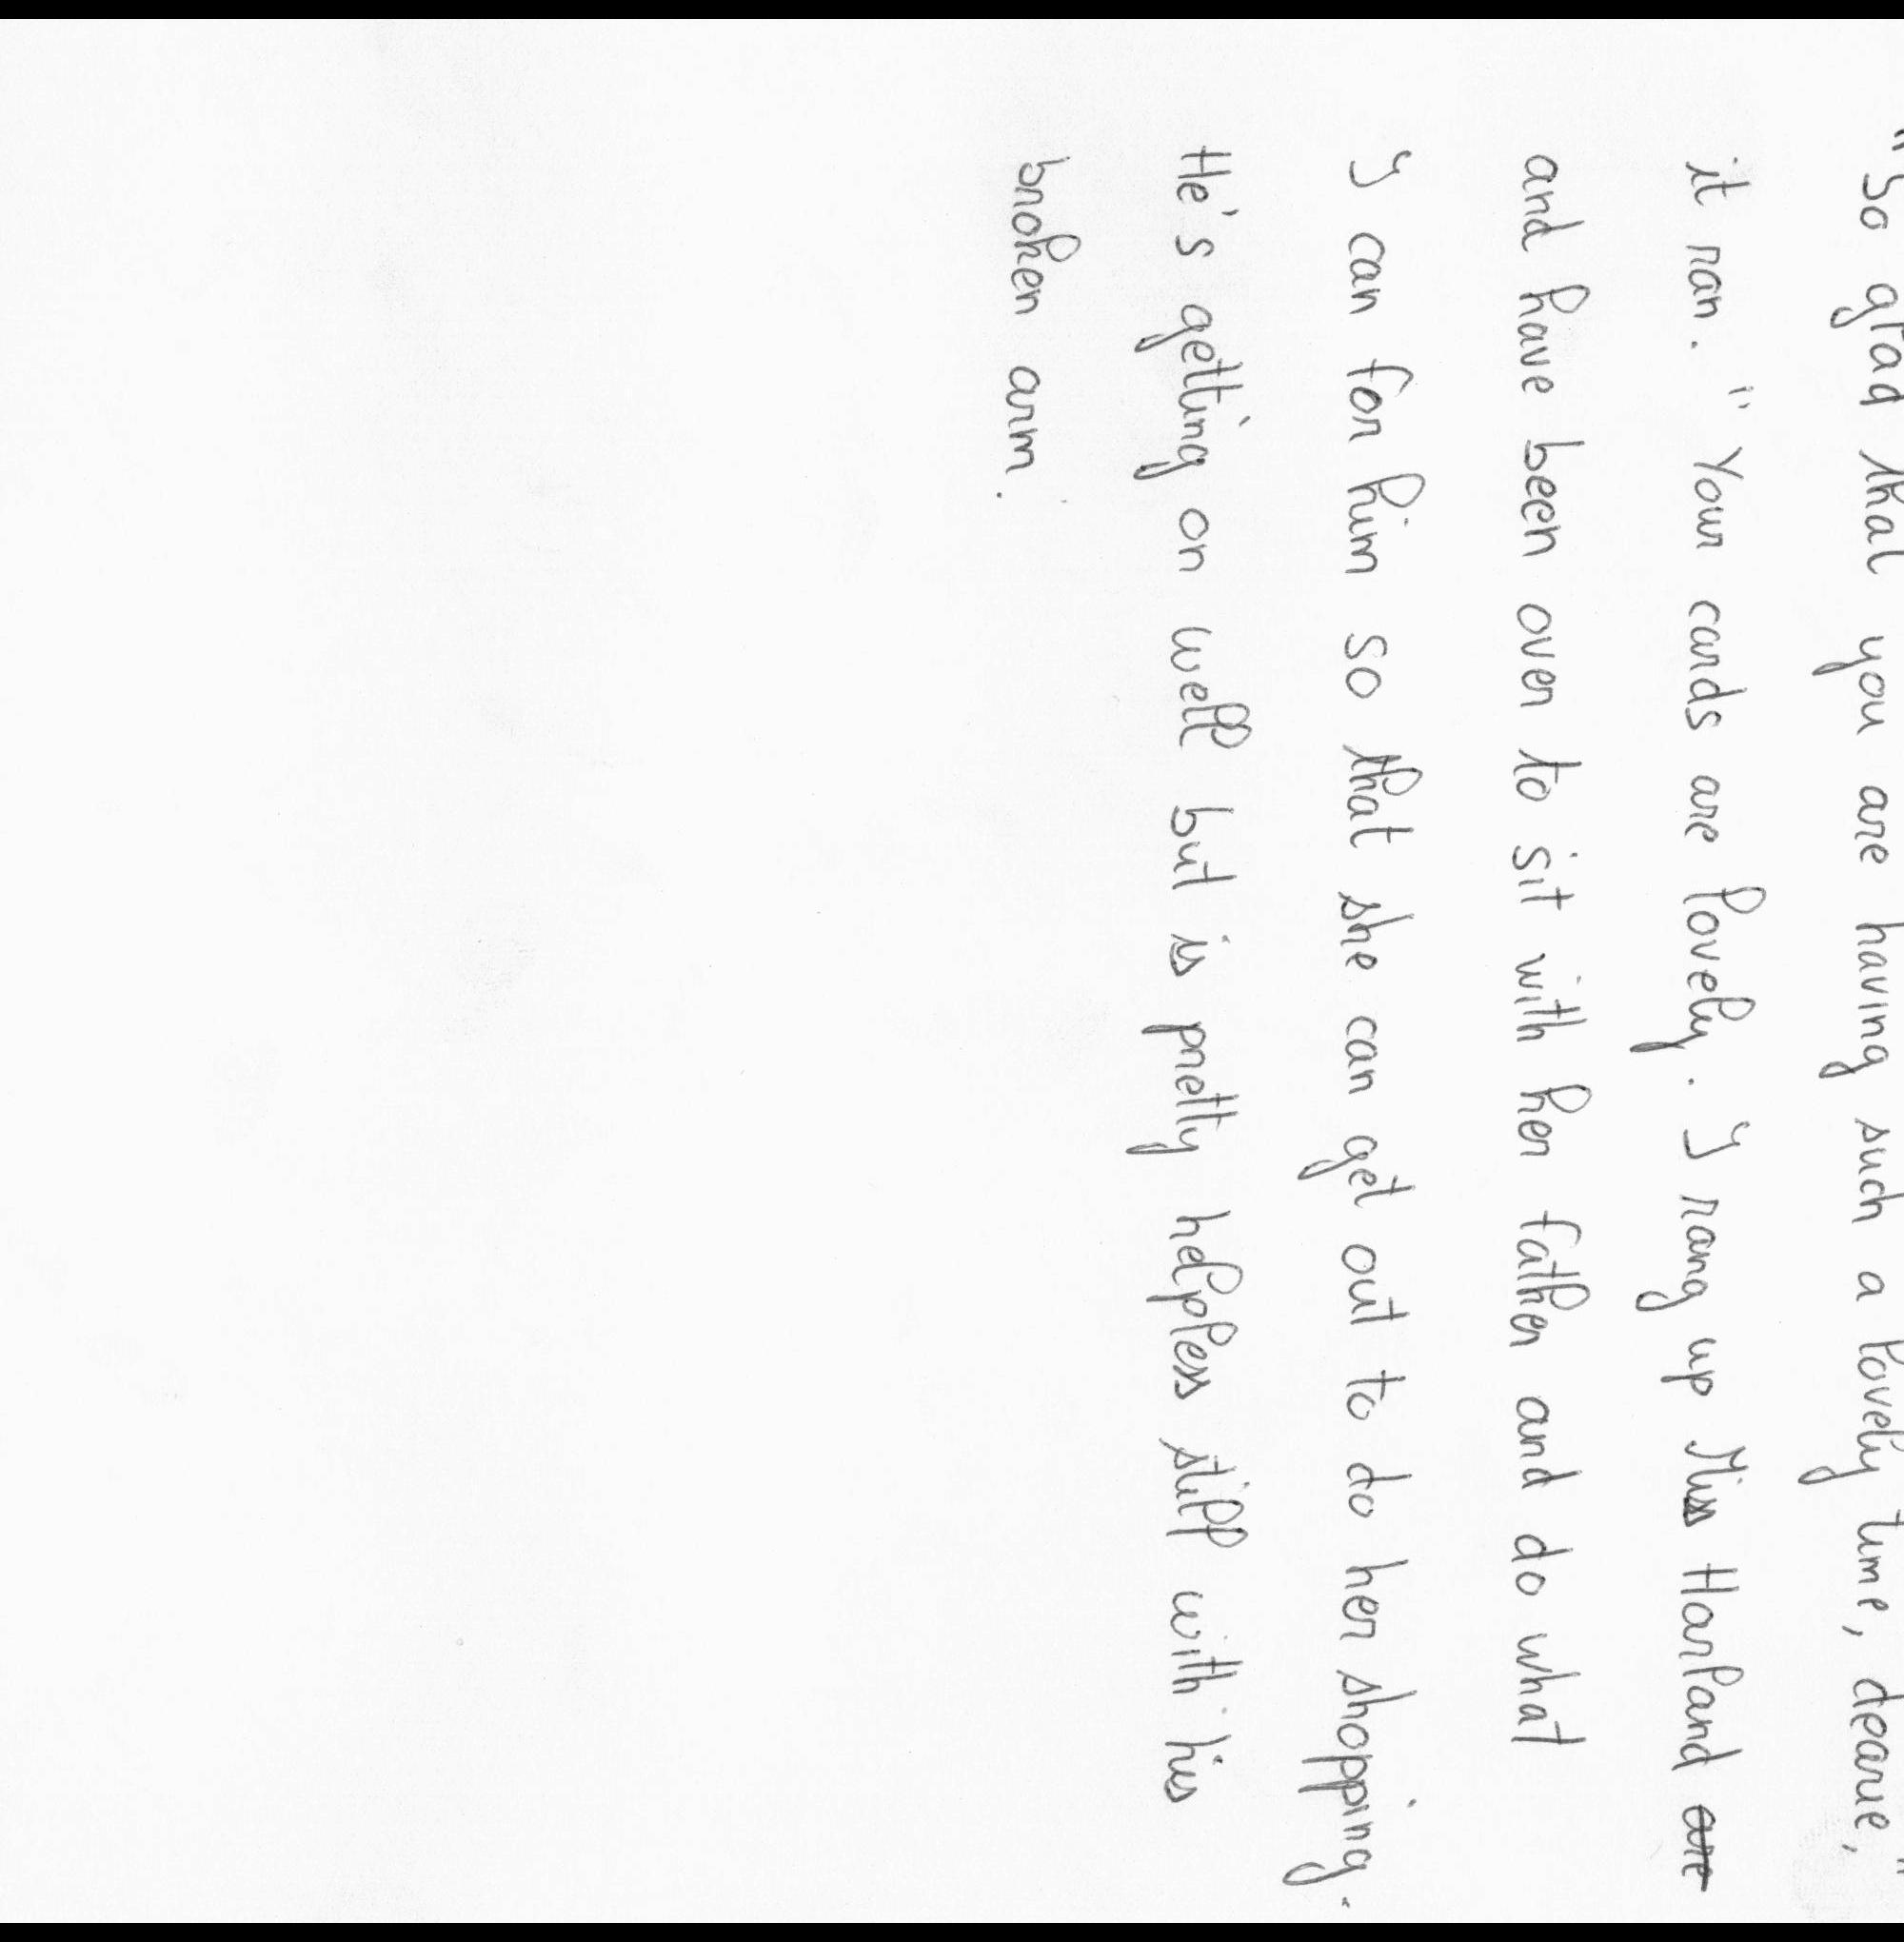 "So glad that you are having such a lovely time, dearie,"
it ran. "Your cards are lovely. I rang up Miss Harland are
and have been over to sit with her father and do what
I can for him so that she can get out to do her shopping.
He's getting on well but is pretty helpless still with his
broken arm.